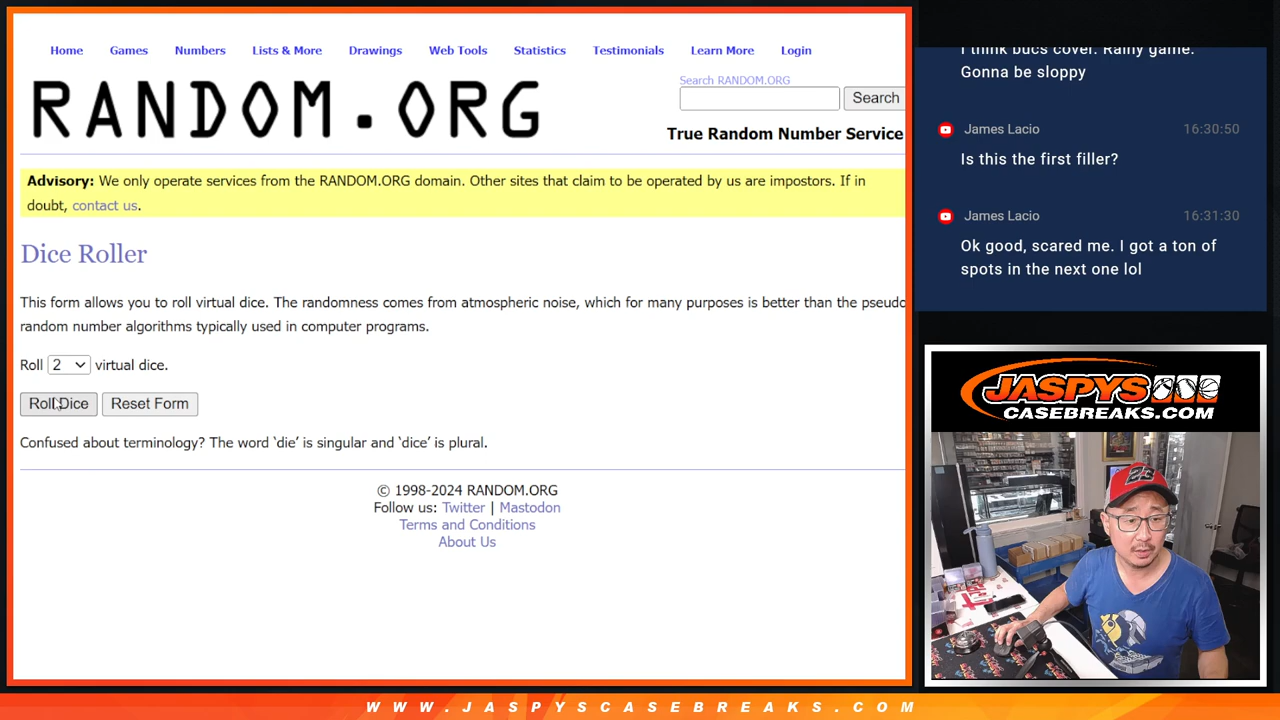 Home Games Numbers Lists & More Drawings Web Tools Statistics Testimonials Learn More Login
RANDOM.ORG
Search RANDOM.ORG
Search
True Random Number Service
Advisory: We only operate services from the RANDOM.ORG domain. Other sites that claim to be operated by us are impostors. If in
doubt, contact us.
Dice Roller
This form allows you to roll virtual dice. The randomness comes from atmospheric noise, which for many purposes is better than the pseudo
random number algorithms typically used in computer programs.
Roll 2 virtual dice.
Roll Dice Reset Form
Confused about terminology? The word ‘die’ is singular and ‘dice’ is plural.
© 1998-2024 RANDOM.ORG
Follow us: Twitter | Mastodon
Terms and Conditions
About Us
I think bucs cover. Rainy game.
Gonna be sloppy
James Lacio 16:30:50
Is this the first filler?
James Lacio 16:31:30
Ok good, scared me. I got a ton of
spots in the next one lol
JASPYS
CASEBREAKS.COM
23
WWW.JASPYSCASEBREAKS.COM